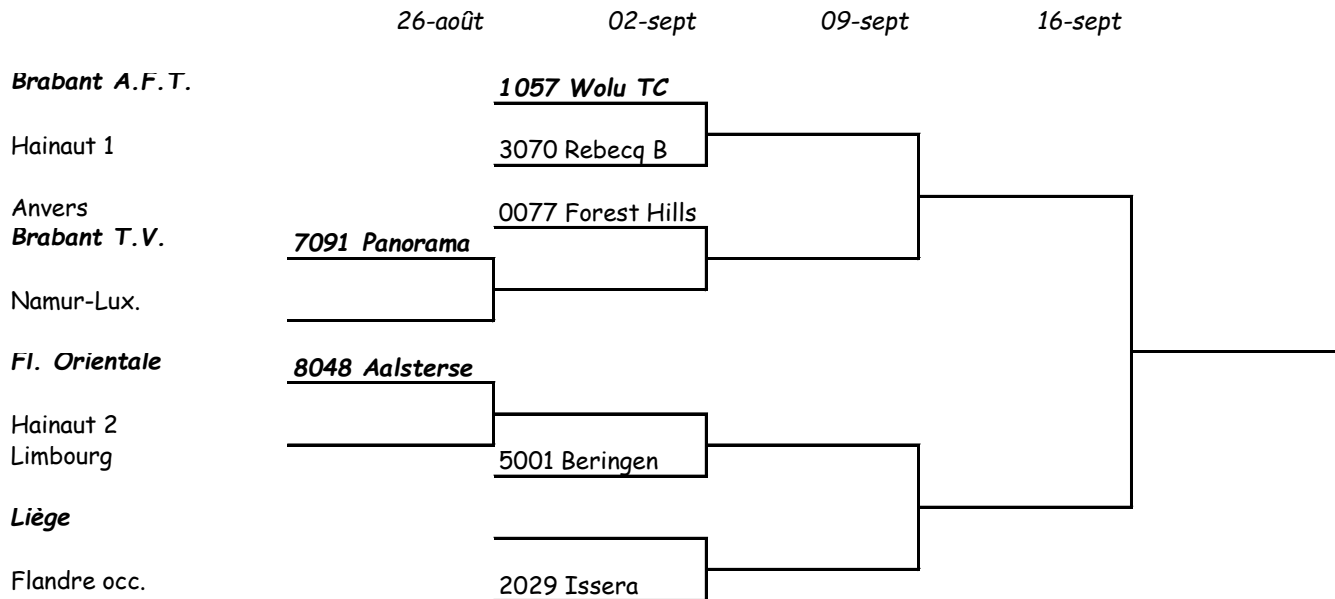 26-août 02-sept 09-sept 16-sept
Brabant A.F.T. 1057 Wolu TC
Hainaut 1 3070 Rebecq B
Anvers 0077 Forest Hills
Brabant T.V. 7091 Panorama
Namur-Lux.
Fl. Orientale 8048 Aalsterse
Hainaut 2
Limbourg 5001 Beringen
Liège
Flandre occ. 2029 Issera